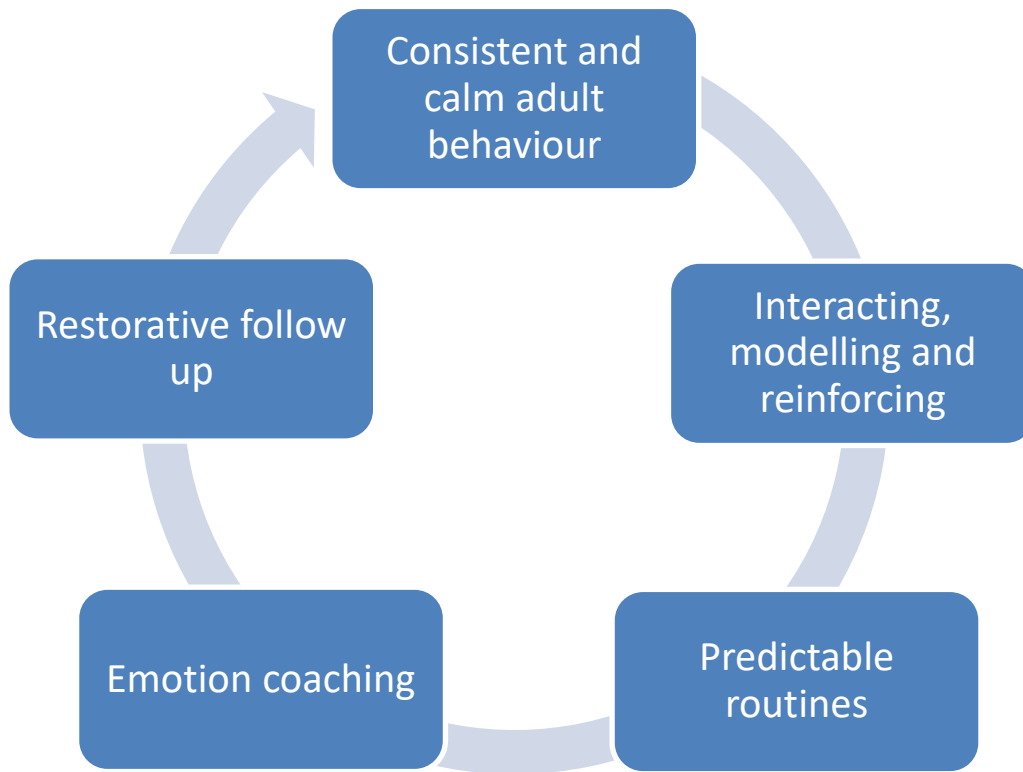 Consistent and
calm adult
behaviour
Interacting,
modelling and
reinforcing
Predictable
routines
Emotion coaching
Restorative follow
up